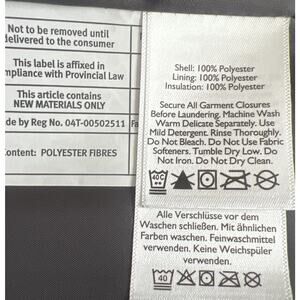 Not to be removed until
delivered to the consumer
This label is affixed in
mpliance with Provincial Law
This article contains
NEW MATERIALS ONLY
de by Reg No. 04T-00502511
ontent: POLYESTER FIBRES
Shell: 100% Polyester
Lining: 100% Polyester
Insulation: 100% Polyester
Secure All Garment Closures
Before Laundering. Machine Wash
Warm Delicate Separately. Use
Mild Detergent. Rinse Thoroughly.
Do Not Bleach. Do Not Use Fabric
Softeners. Tumble Dry Low. Do
Not Iron. Do Not Dry Clean.
Alle Verschlüsse vor dem
Waschen schließen. Mit ähnlichen
Farben waschen. Feinwaschmittel
verwenden. Keine Weichspüler
verwenden.
40